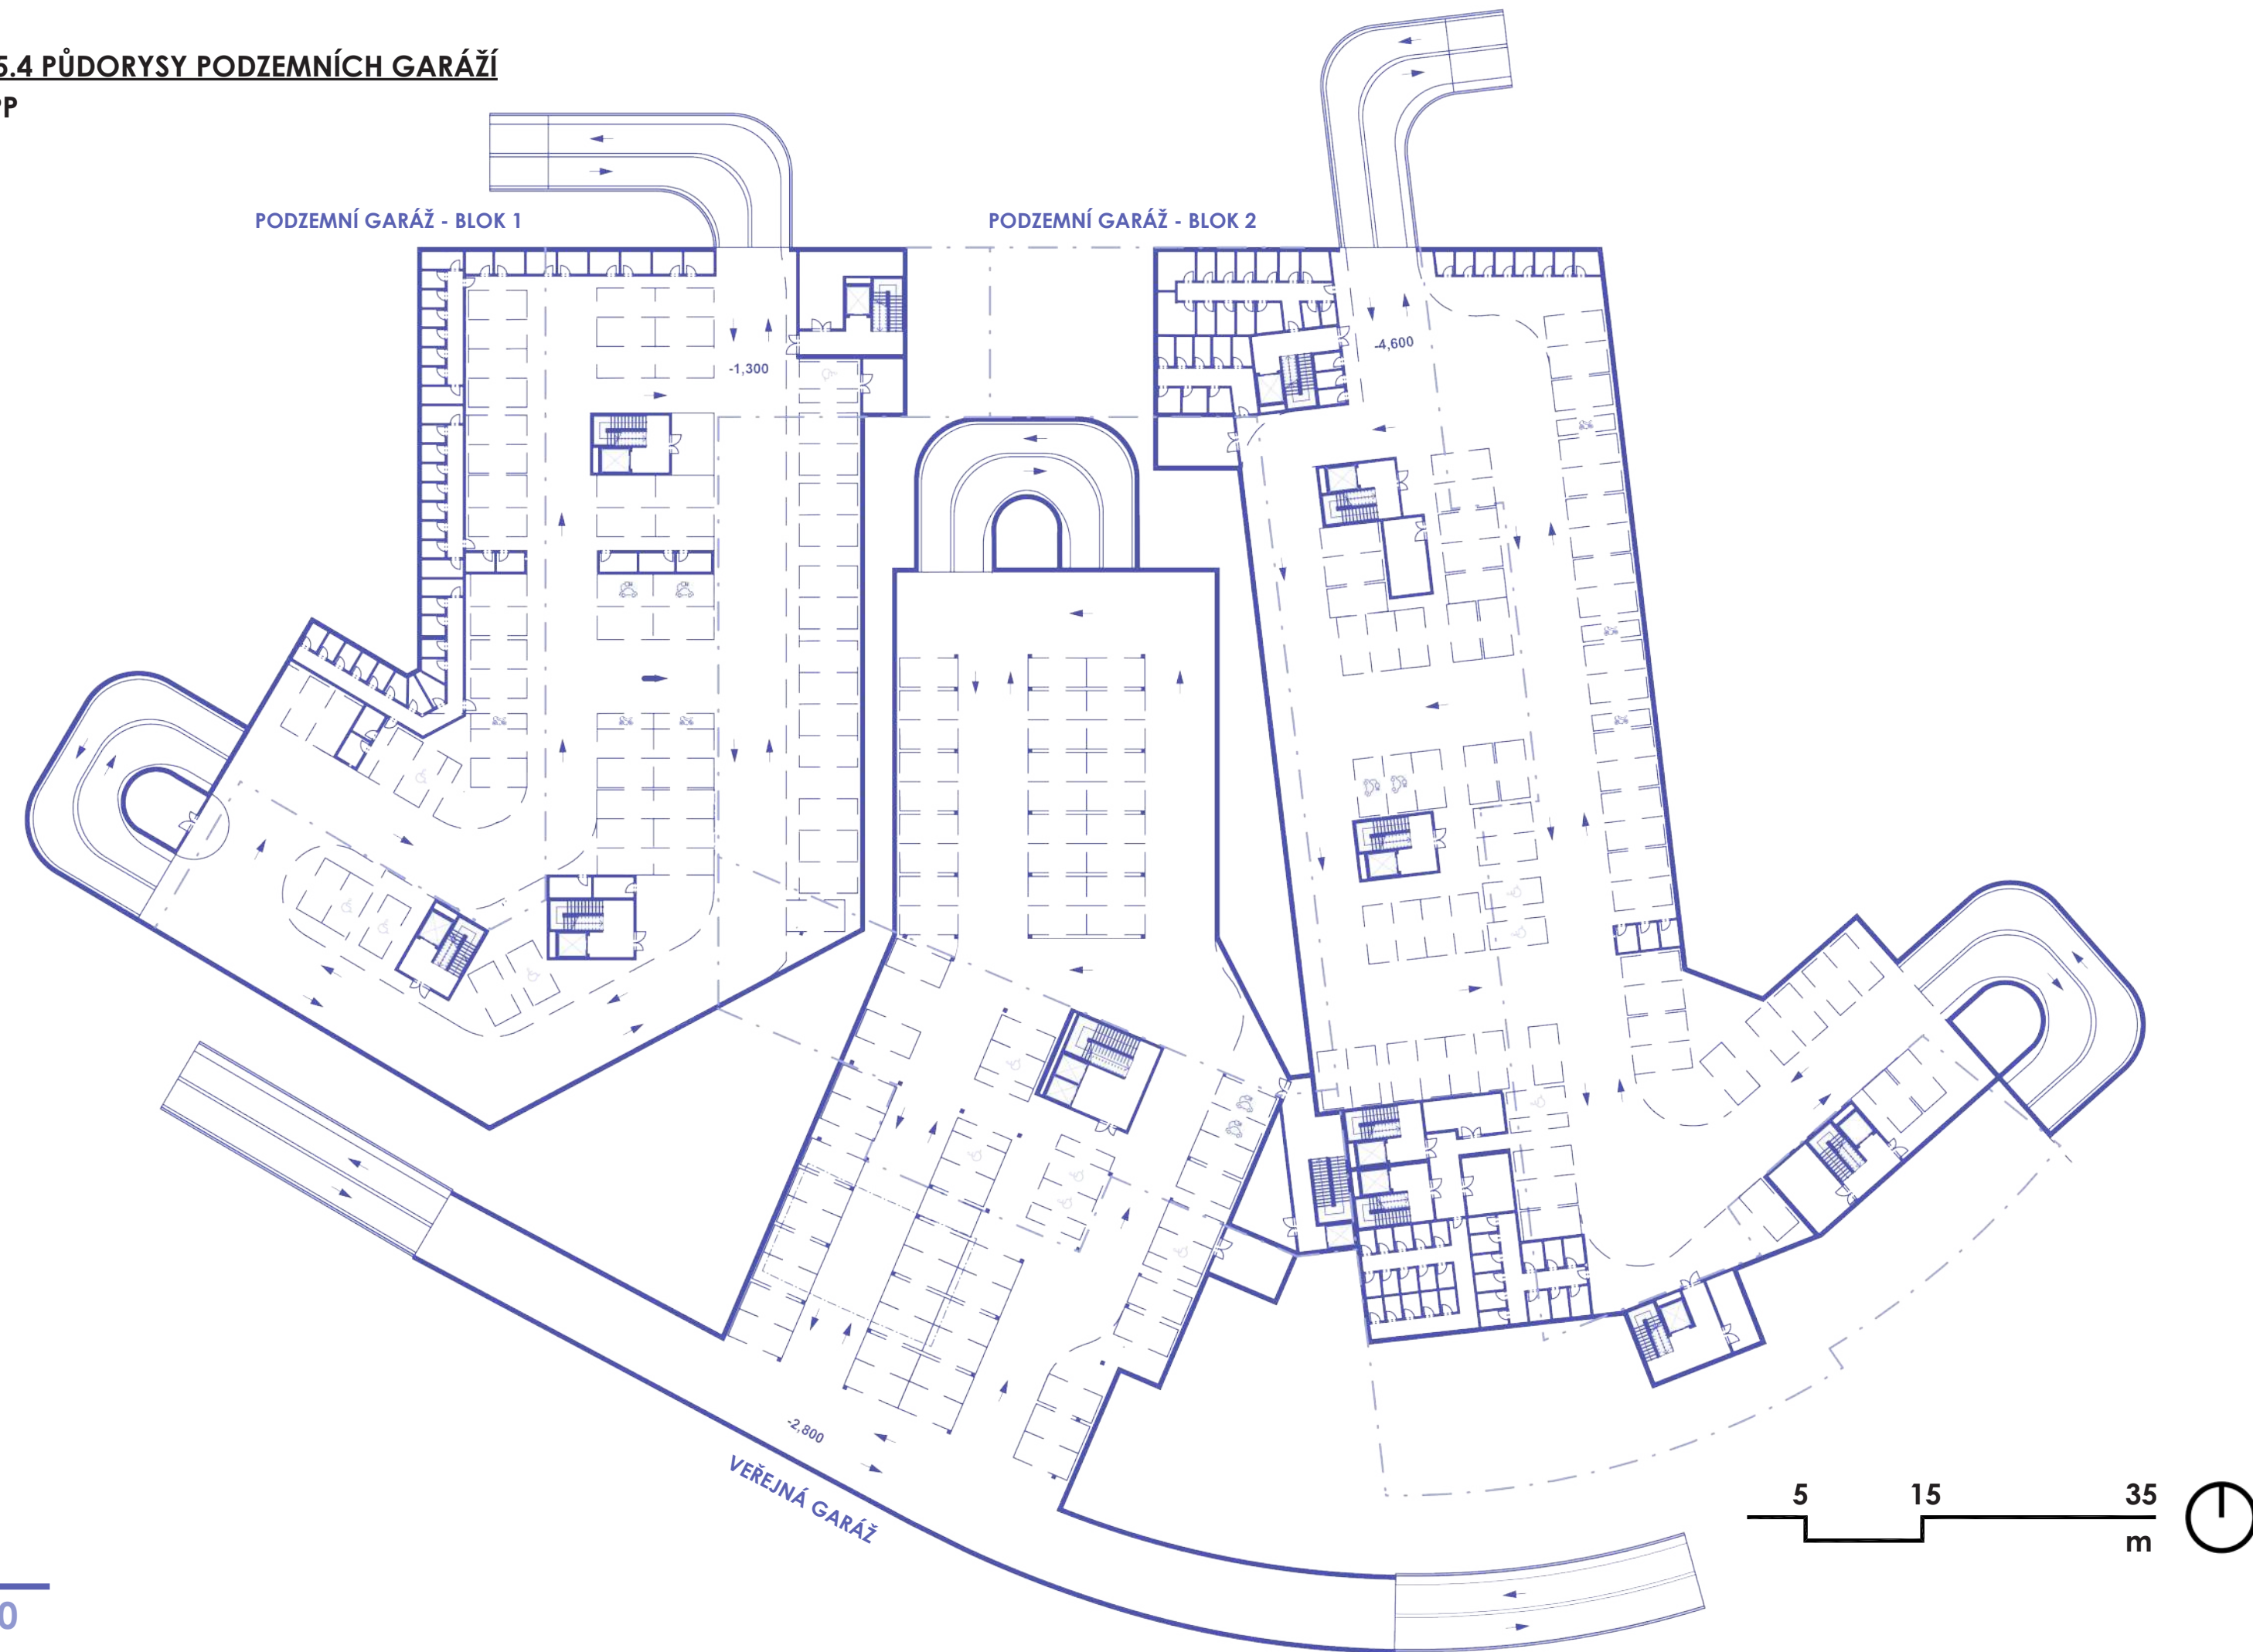 5.4 PŮDORYSY PODZEMNÍCH GARÁŽÍ
PP
PODZEMNÍ GARÁŽ - BLOK 1
PODZEMNÍ GARÁŽ - BLOK 2
-1,300
-4,600
-2,800
VEŘEJNÁ GARÁŽ
5 15 35
m
0